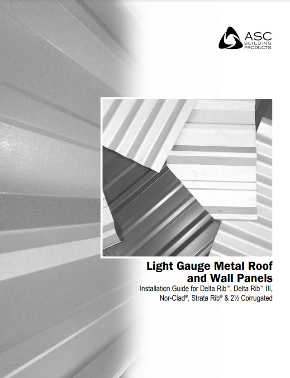 ASC
BUILDING
PRODUCTS
Light Gauge Metal Roof
and Wall Panels
Installation Guide for Delta Rib™, Delta Rib™ III,
Nor-Clad®, Strata Rib® & 2½ Corrugated